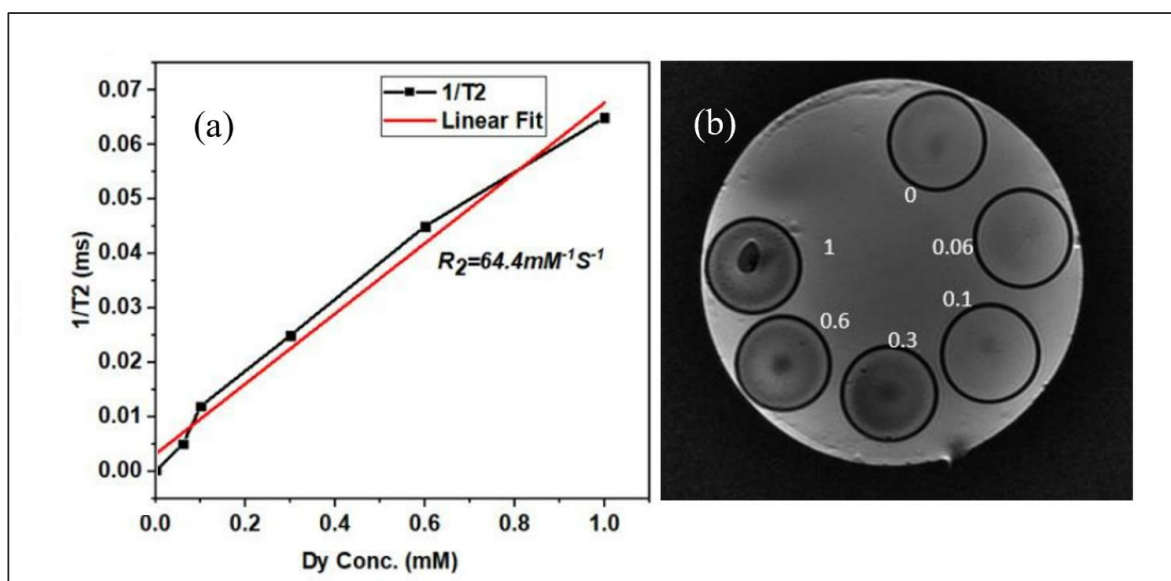 (a)
1/T2
Linear Fit
R2=64.4mM⁻¹S⁻¹
0.07
0.06
0.05
0.04
0.03
0.02
0.01
0.00
1/T2 (ms)
0.0 0.2 0.4 0.6 0.8 1.0
Dy Conc. (mM)
(b)
0
0.06
0.1
0.3
0.6
1